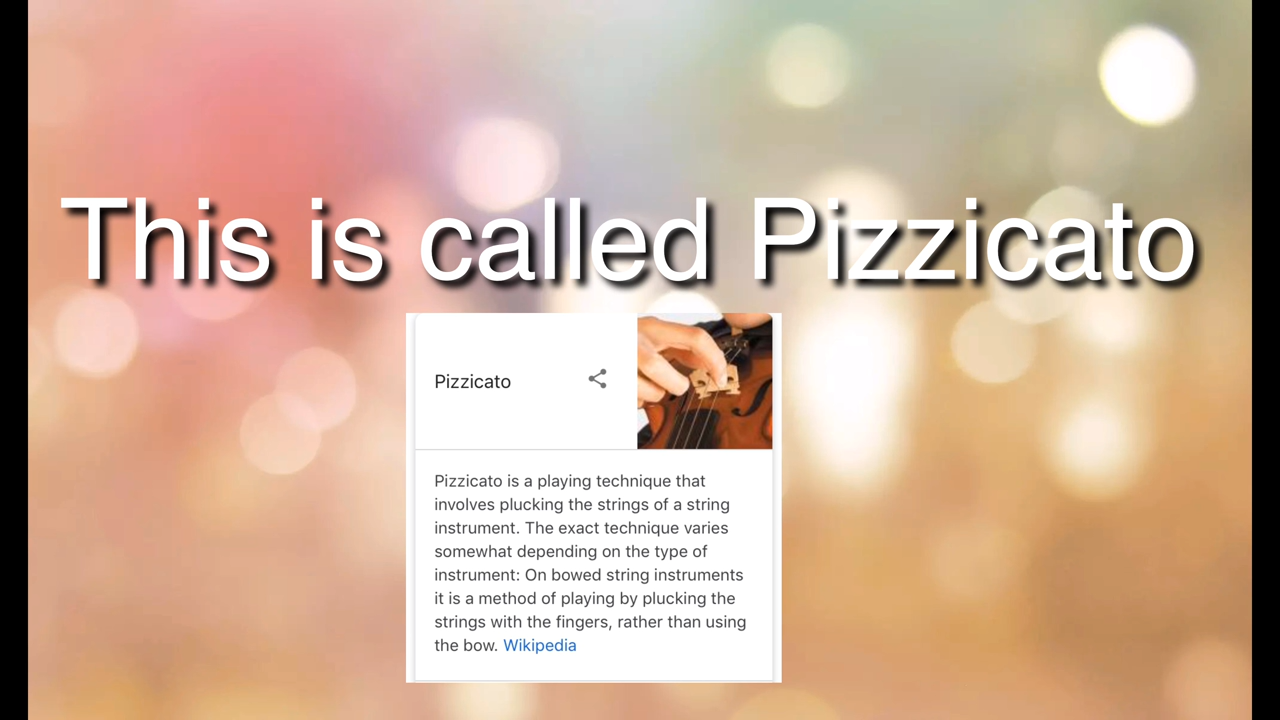 This is called Pizzicato
Pizzicato
Pizzicato is a playing technique that
involves plucking the strings of a string
instrument. The exact technique varies
somewhat depending on the type of
instrument: On bowed string instruments
it is a method of playing by plucking the
strings with the fingers, rather than using
the bow. Wikipedia